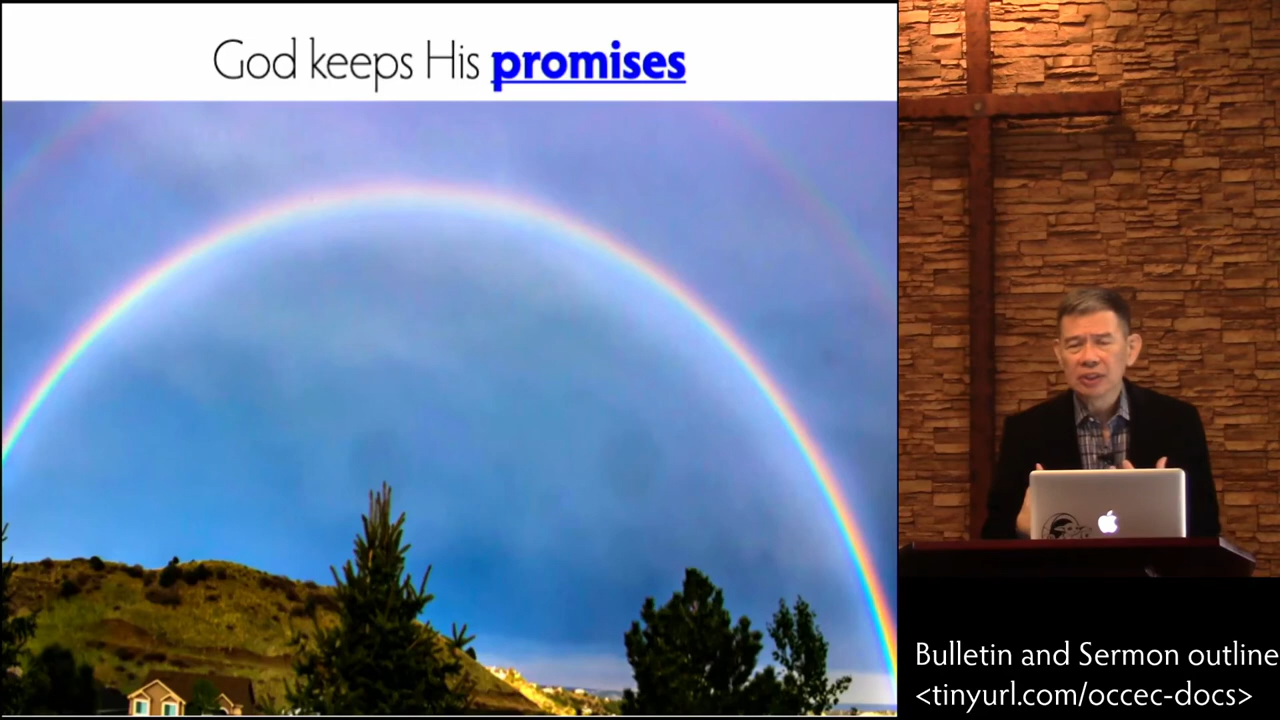 God keeps His promises
Bulletin and Sermon outline
<tinyurl.com/occec-docs>